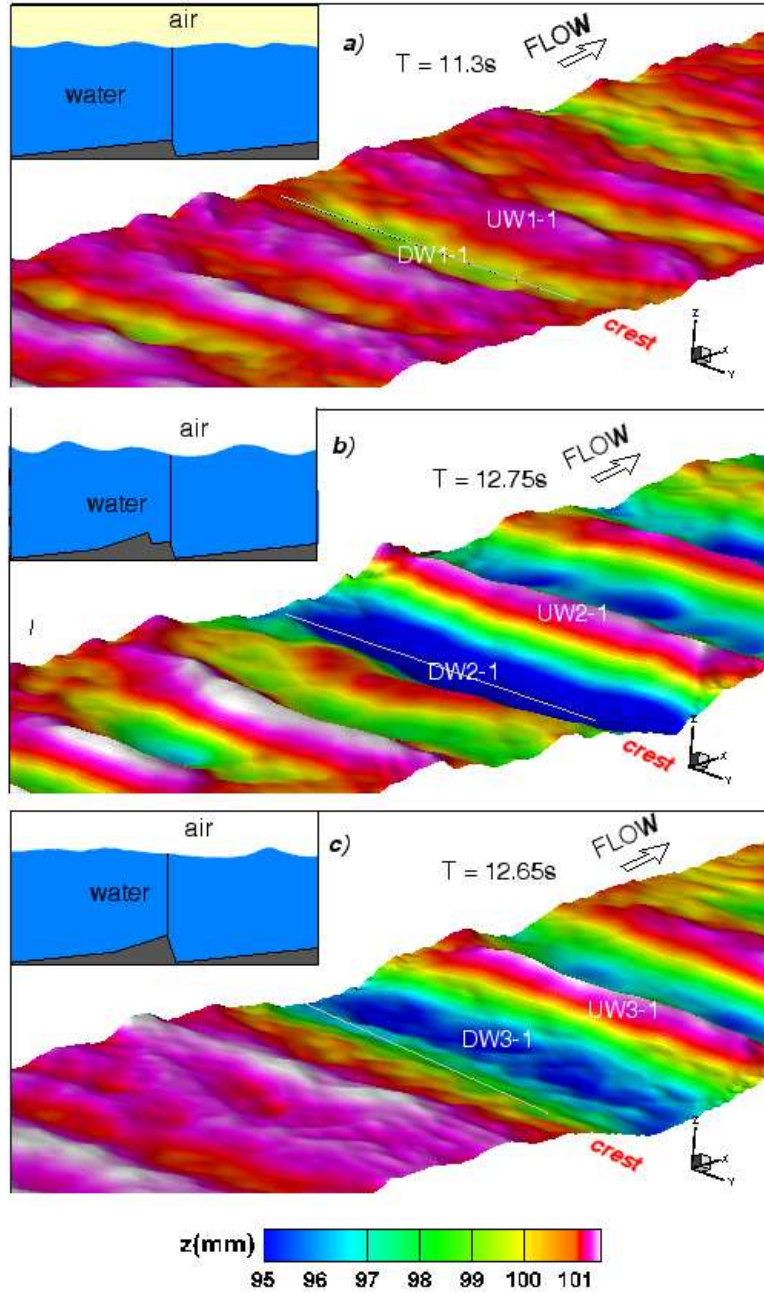 air
water
a)
T = 11.3s
FLOW
UW1-1
DW1-1
crest
Z
X
Y
air
water
b)
T = 12.75s
FLOW
UW2-1
DW2-1
crest
Z
X
Y
air
water
c)
T = 12.65s
FLOW
UW3-1
DW3-1
crest
Z
X
Y
z(mm)
95 96 97 98 99 100 101